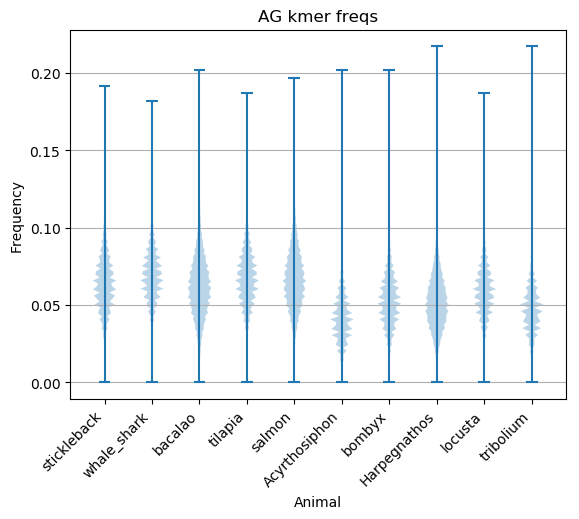 AG kmer freqs
Frequency
0.20
0.15
0.10
0.05
0.00
stickleback
whale_shark
bacalao
tilapia
salmon
Acyrthosiphon
bombyx
Harpegnathos
locusta
tribolium
Animal